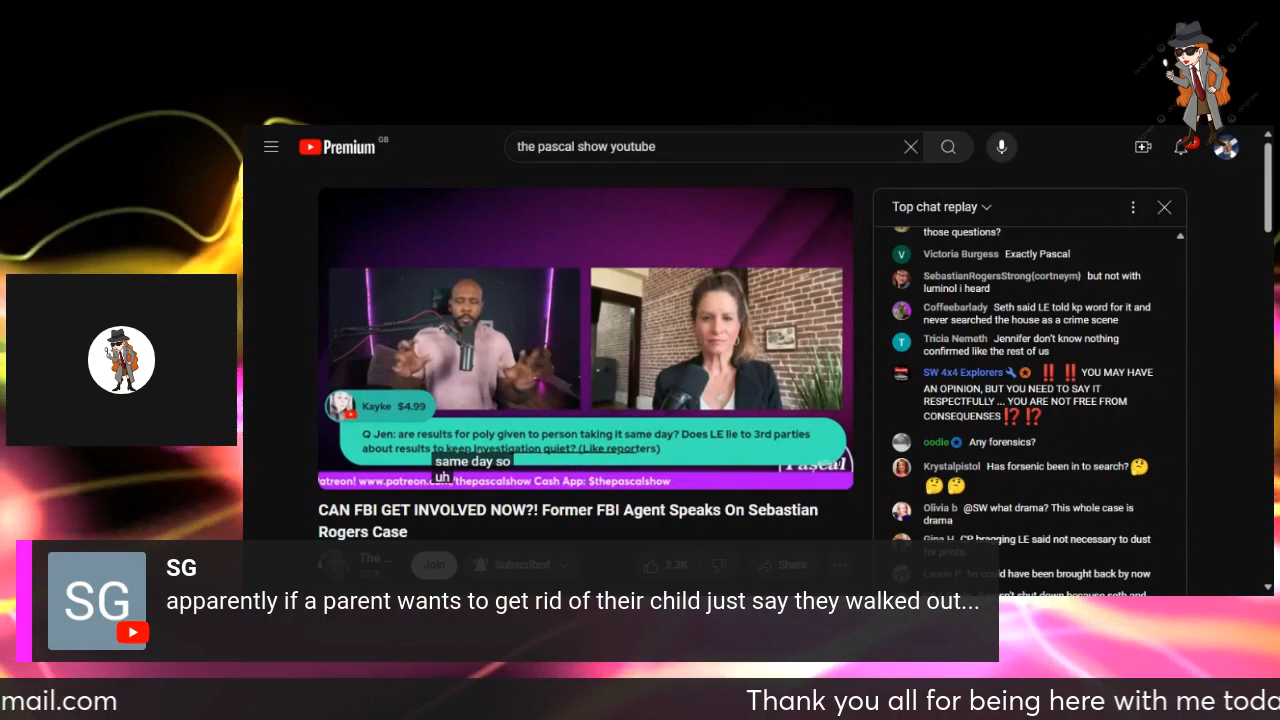 Premium GB
the pascal show youtube
Top chat replay
those questions?
V Victoria Burgess Exactly Pascal
SebastianRogersStrong{cortneym} but not with
luminol i heard
Coffeebarlady Seth said LE told kp word for it and
never searched the house as a crime scene
T Tricia Nemeth Jennifer don't know nothing
confirmed like the rest of us
SW 4x4 Explorers YOU MAY HAVE
AN OPINION, BUT YOU NEED TO SAY IT
RESPECTFULLY ... YOU ARE NOT FREE FROM
CONSEQUENCES
oodie Any forensics?
Krystalpistol Has forsenic been in to search?
Olivia b @SW what drama? This whole case is
drama
Gina H CP bragging LE said not necessary to dust
for prints
Laurie P he could have been brought back by now
Kayke $4.99
Q Jen: are results for poly given to person taking it same day? Does LE lie to 3rd parties
about results to keep Investigation quiet? (Like reporters)
same day so
uh
Pascal
atreon! www.patreon.com/thepascalshow Cash App: $thepascalshow
CAN FBI GET INVOLVED NOW?! Former FBI Agent Speaks On Sebastian
Rogers Case
The ...
Join
Subscribed
2.3K
Share
SG
SG
apparently if a parent wants to get rid of their child just say they walked out...
mail.com
Thank you all for being here with me toda